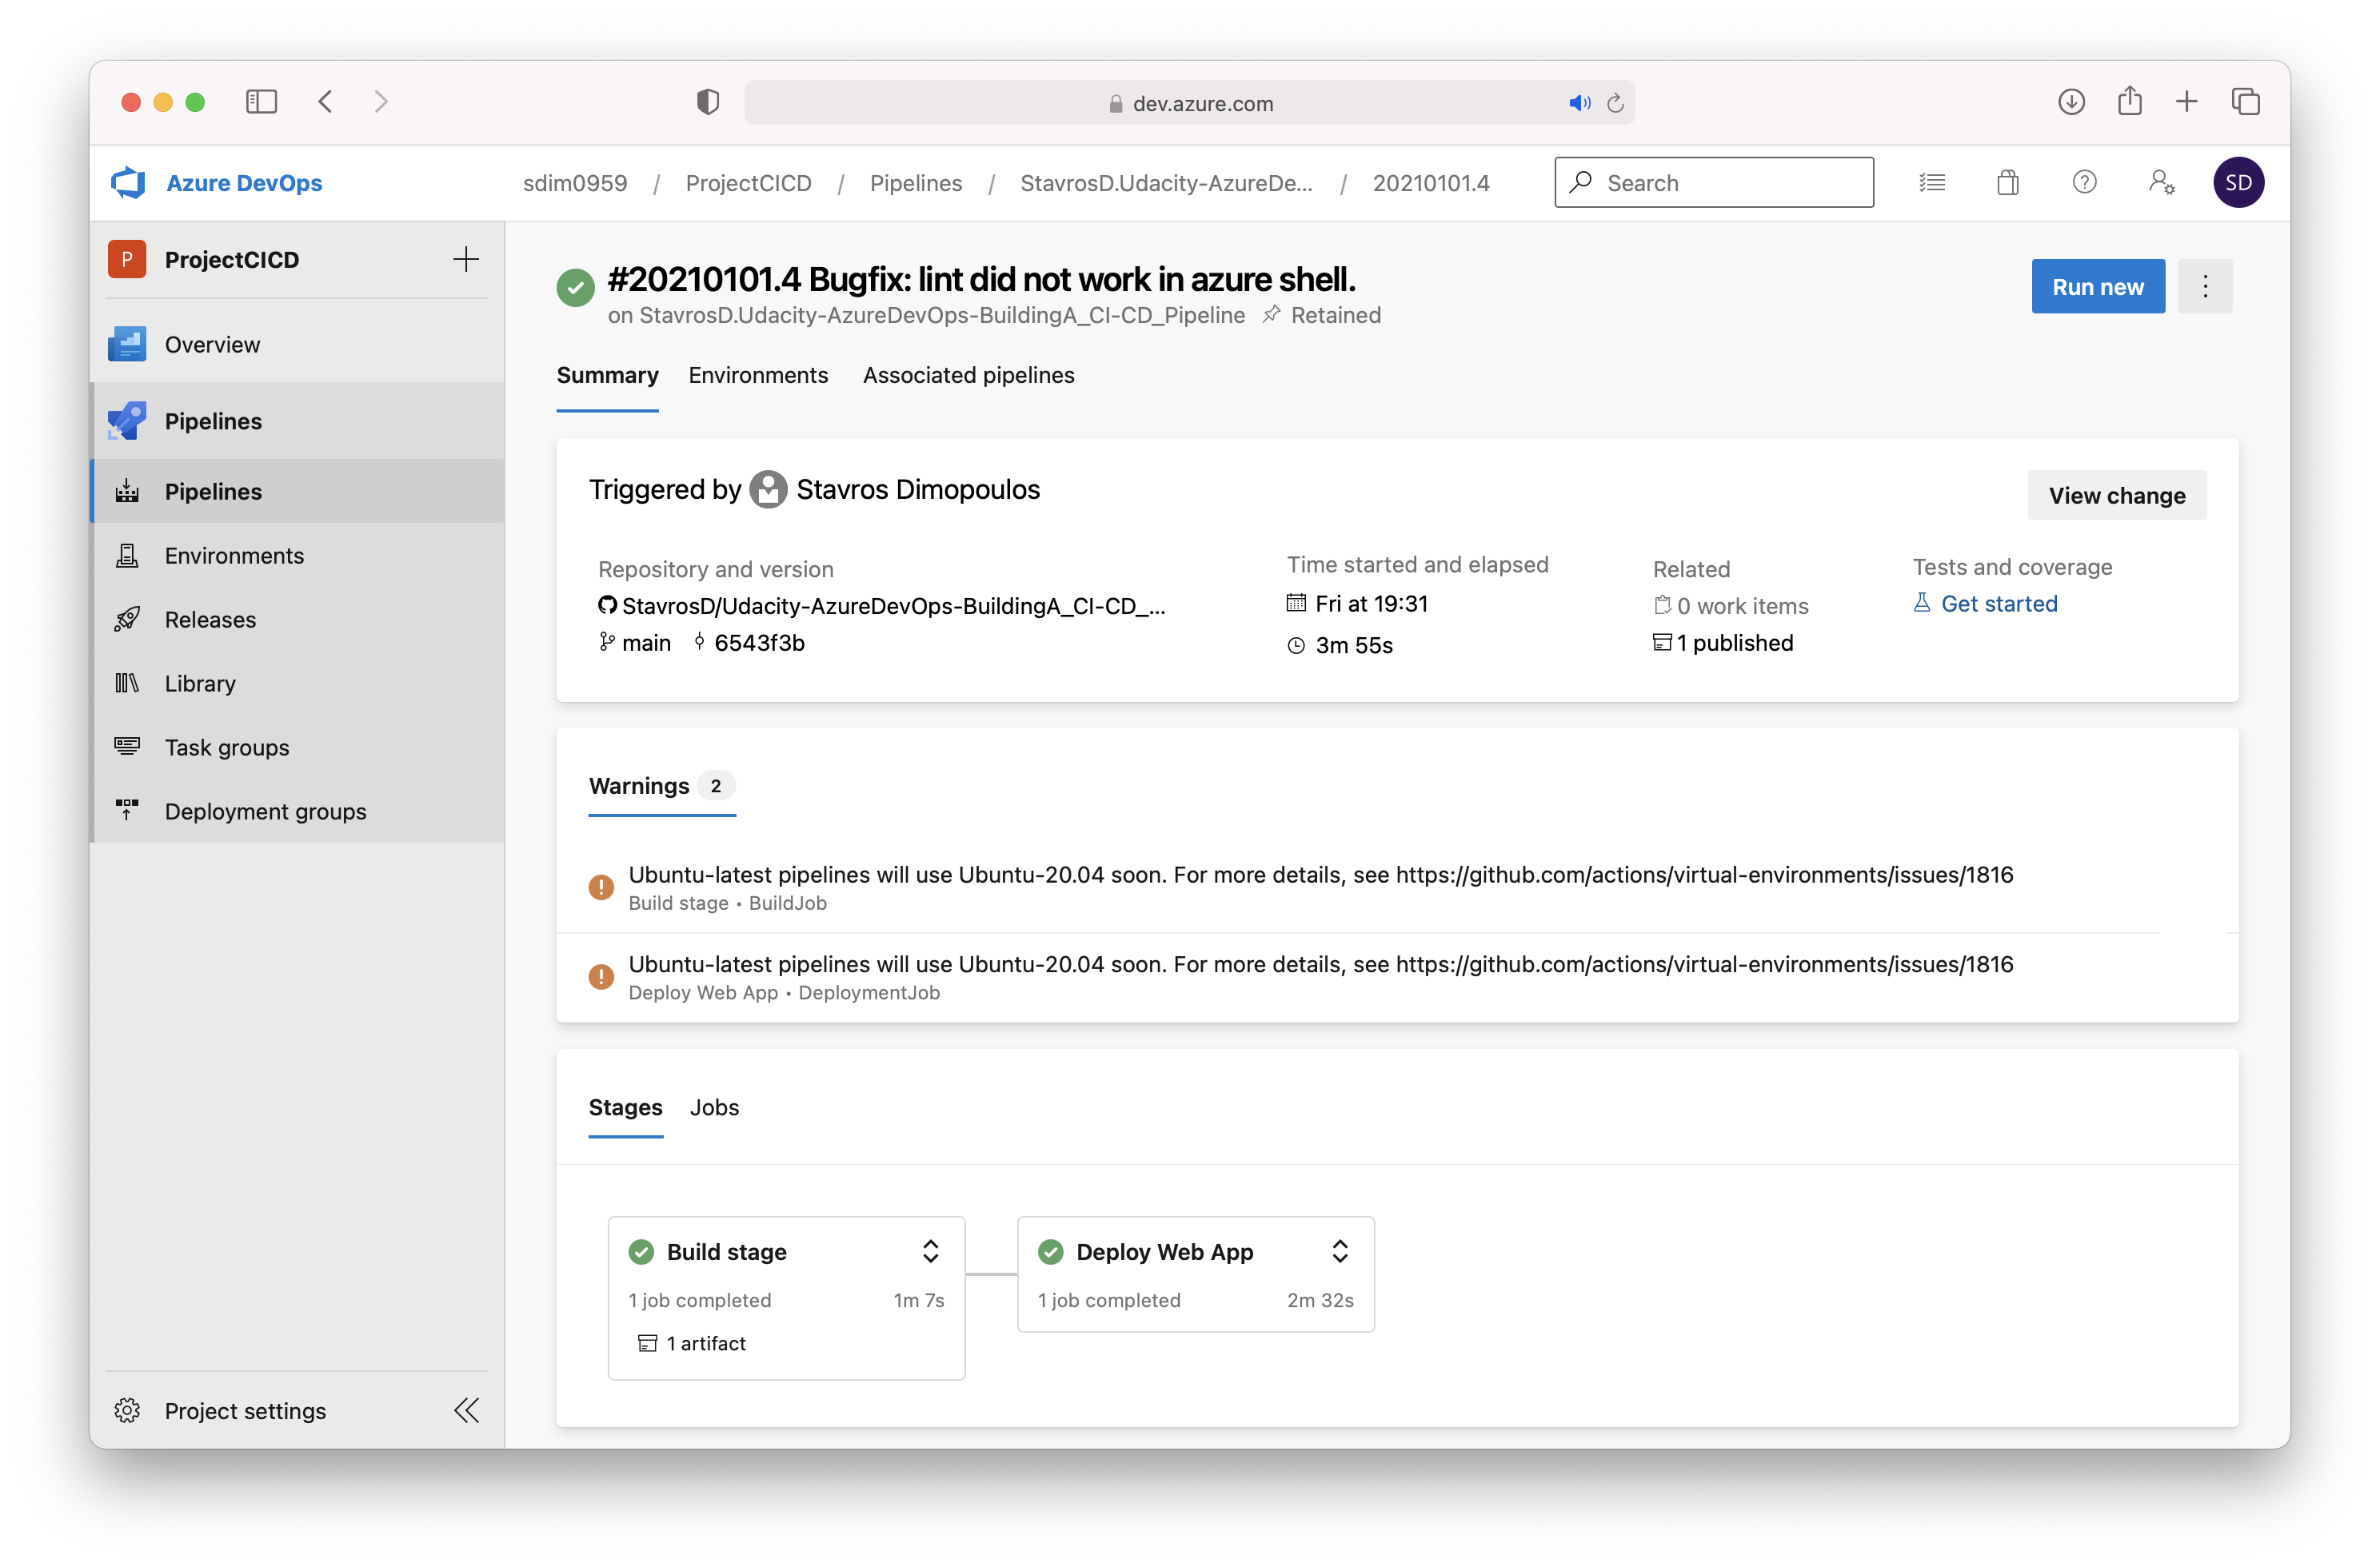 dev.azure.com
Azure DevOps
sdim0959 / ProjectCICD / Pipelines / StavrosD.Udacity-AzureDe... / 20210101.4
Search
SD
P
ProjectCICD
Overview
Pipelines
Pipelines
Environments
Releases
Library
Task groups
Deployment groups
Project settings
#20210101.4 Bugfix: lint did not work in azure shell.
on StavrosD.Udacity-AzureDevOps-BuildingA_CI-CD_Pipeline Retained
Run new
Summary Environments Associated pipelines
Triggered by Stavros Dimopoulos
View change
Repository and version
StavrosD/Udacity-AzureDevOps-BuildingA_CI-CD_...
main 6543f3b
Time started and elapsed
Fri at 19:31
3m 55s
Related
0 work items
1 published
Tests and coverage
Get started
Warnings 2
Ubuntu-latest pipelines will use Ubuntu-20.04 soon. For more details, see https://github.com/actions/virtual-environments/issues/1816
Build stage • BuildJob
Ubuntu-latest pipelines will use Ubuntu-20.04 soon. For more details, see https://github.com/actions/virtual-environments/issues/1816
Deploy Web App • DeploymentJob
Stages Jobs
Build stage
1 job completed 1m 7s
1 artifact
Deploy Web App
1 job completed 2m 32s